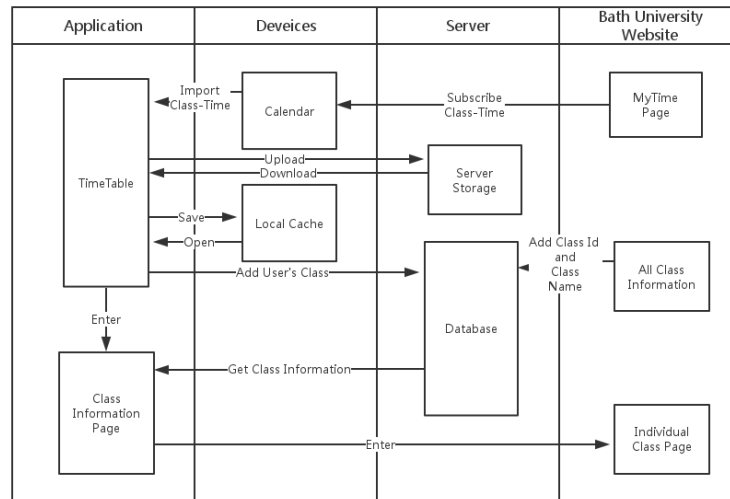 Application
Deveices
Server
Bath University
Website
Import
Class-Time
Calendar
Subscribe
Class-Time
MyTime
Page
TimeTable
Upload
Download
Server
Storage
Save
Local Cache
Open
Add Class Id
and
Class
Name
All Class
Information
Add User's Class
Database
Enter
Class
Information
Page
Get Class Information
Enter
Individual
Class Page